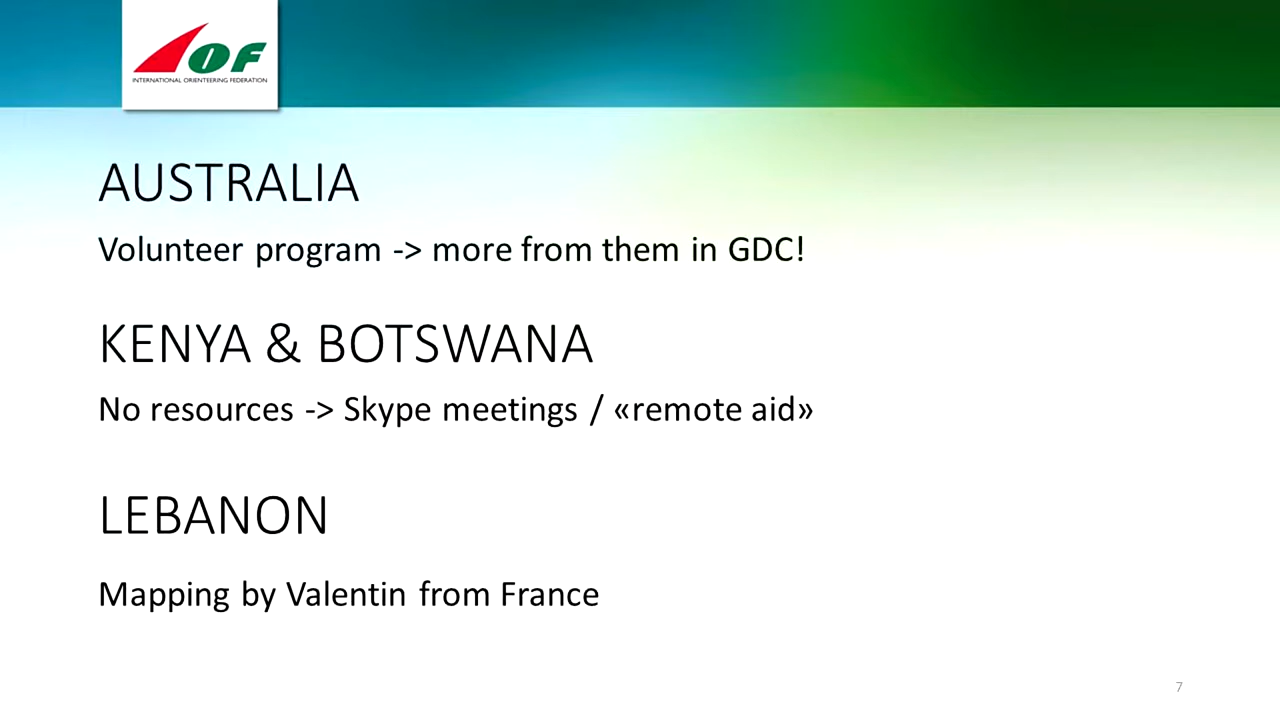 IOF
INTERNATIONAL ORIENTEERING FEDERATION
AUSTRALIA
Volunteer program -> more from them in GDC!
KENYA & BOTSWANA
No resources -> Skype meetings / «remote aid»
LEBANON
Mapping by Valentin from France
7